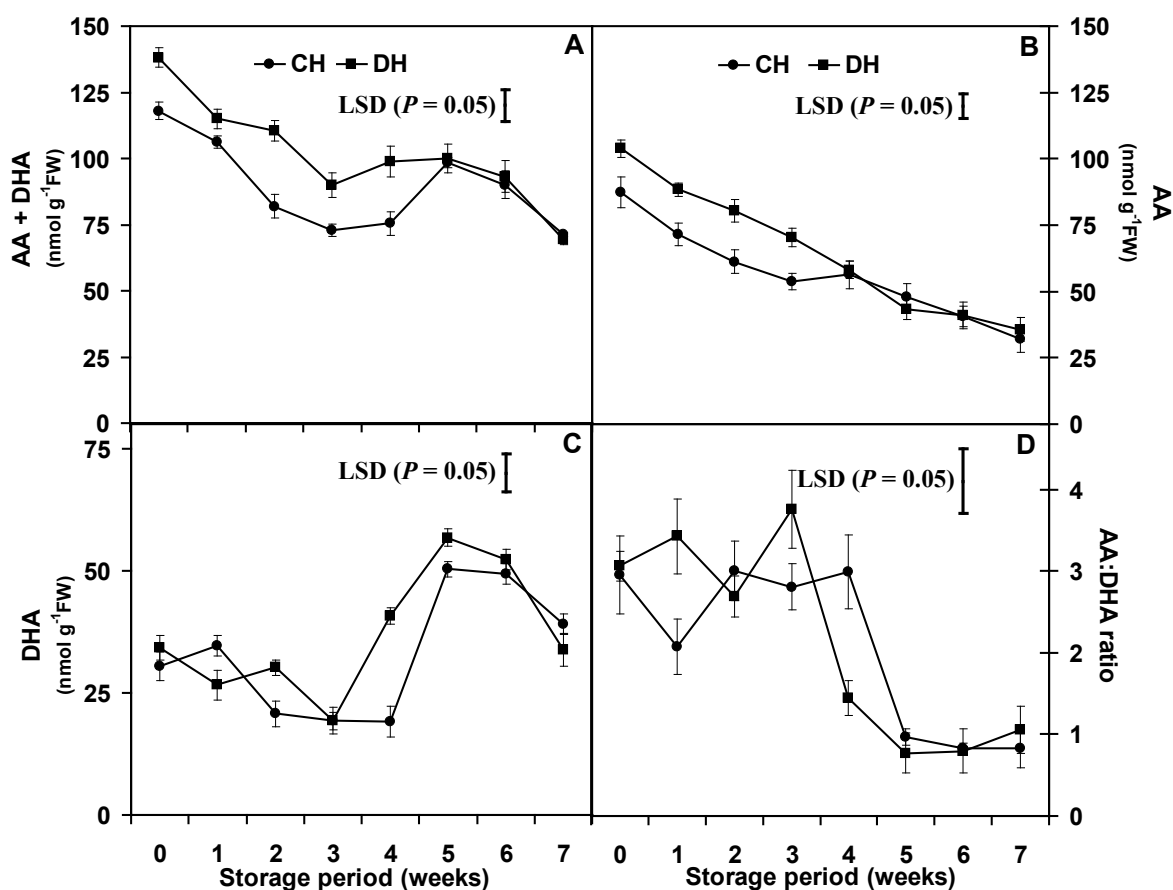 A
CH DH
LSD (P = 0.05)
150
125
100
75
50
25
0
AA + DHA
(nmol g⁻¹FW)
B
CH DH
LSD (P = 0.05)
150
125
100
75
50
25
0
AA
(nmol g⁻¹FW)
C
LSD (P = 0.05)
75
50
25
0
DHA
(nmol g⁻¹FW)
0 1 2 3 4 5 6 7
Storage period (weeks)
D
LSD (P = 0.05)
4
3
2
1
0
AA:DHA ratio
0 1 2 3 4 5 6 7
Storage period (weeks)